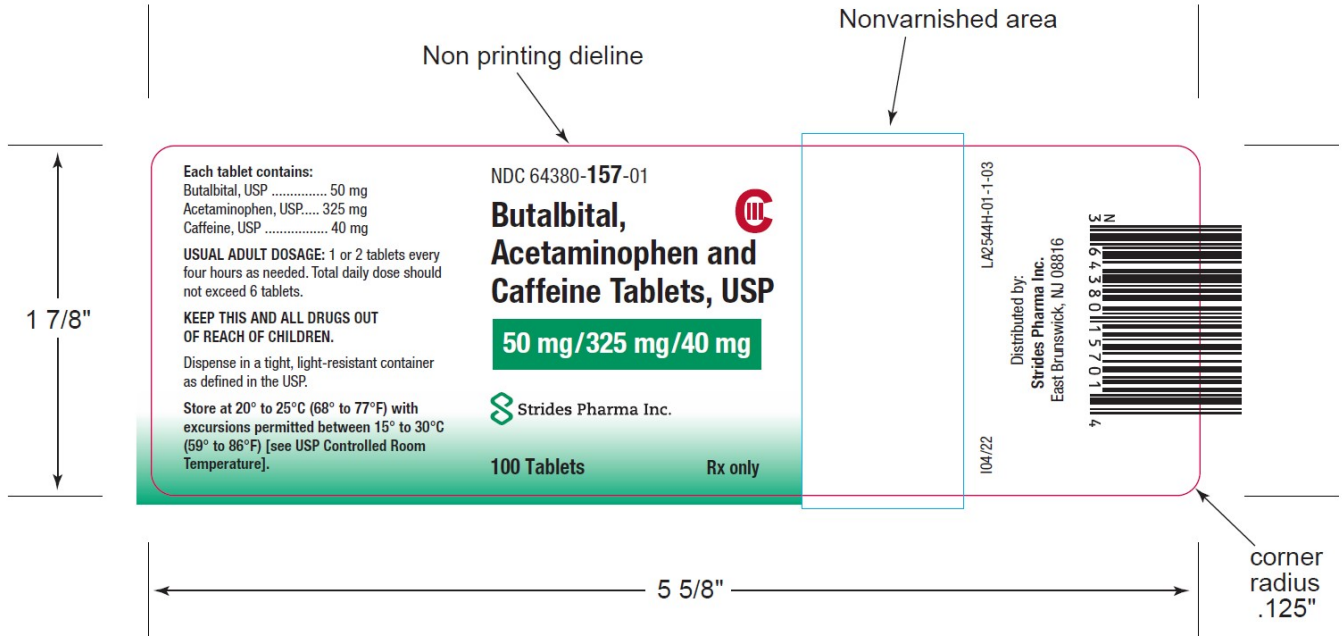 Nonvarnished area
Non printing dieline
1 7/8"
Each tablet contains:
Butalbital, USP ............... 50 mg
Acetaminophen, USP..... 325 mg
Caffeine, USP .................. 40 mg
USUAL ADULT DOSAGE: 1 or 2 tablets every
four hours as needed. Total daily dose should
not exceed 6 tablets.
KEEP THIS AND ALL DRUGS OUT
OF REACH OF CHILDREN.
Dispense in a tight, light-resistant container
as defined in the USP.
Store at 20° to 25°C (68° to 77°F) with
excursions permitted between 15° to 30°C
(59° to 86°F) [see USP Controlled Room
Temperature].
NDC 64380-157-01
Butalbital,
Acetaminophen and
Caffeine Tablets, USP
CIII
50 mg/325 mg/40 mg
Strides Pharma Inc.
100 Tablets
Rx only
LA2544H-01-1-03
I04/22
Distributed by:
Strides Pharma Inc.
East Brunswick, NJ 08816
N
3 64380 15701 4
corner
radius
.125"
5 5/8"